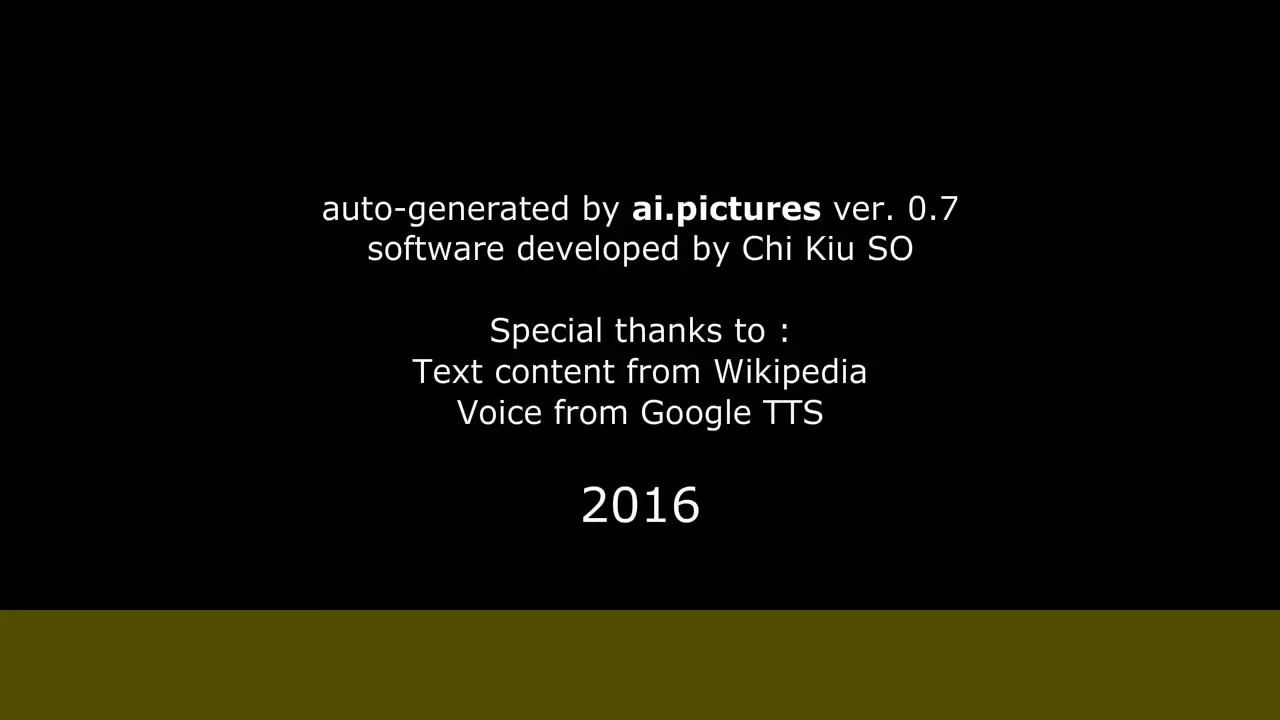 auto-generated by ai.pictures ver. 0.7
software developed by Chi Kiu SO
Special thanks to :
Text content from Wikipedia
Voice from Google TTS
2016